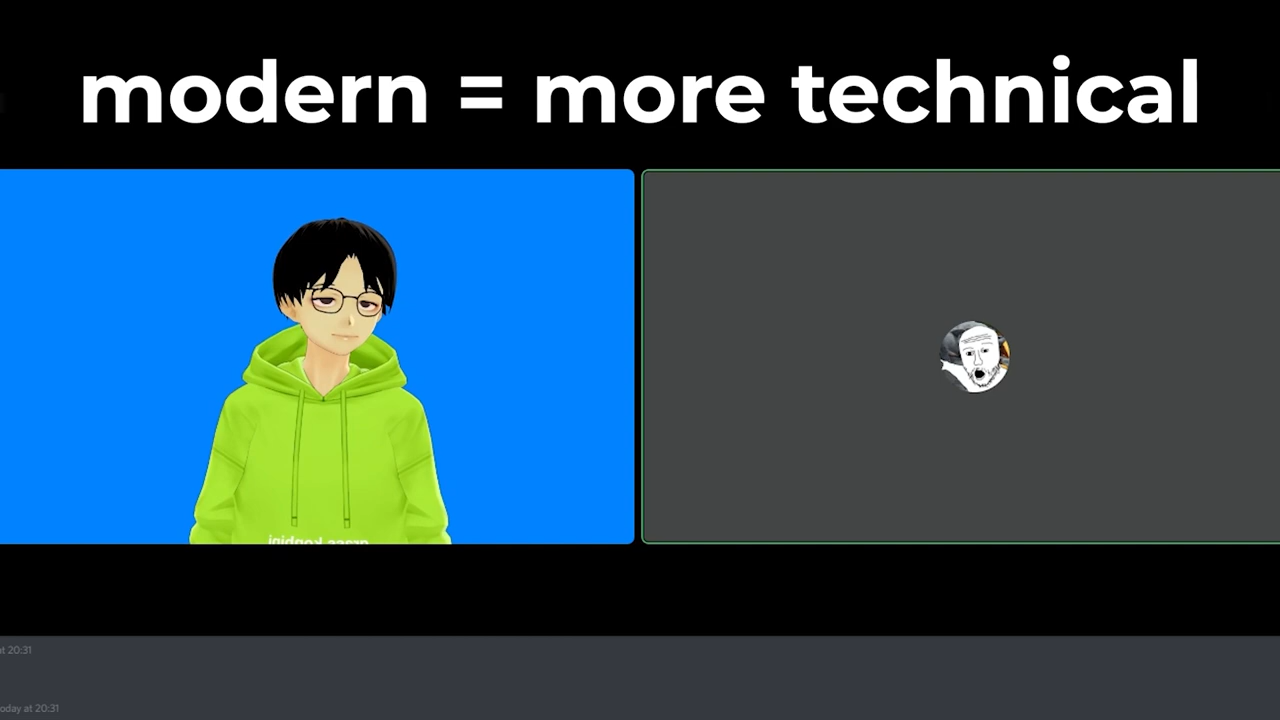 modern = more technical
at 20:31
oday at 20:31